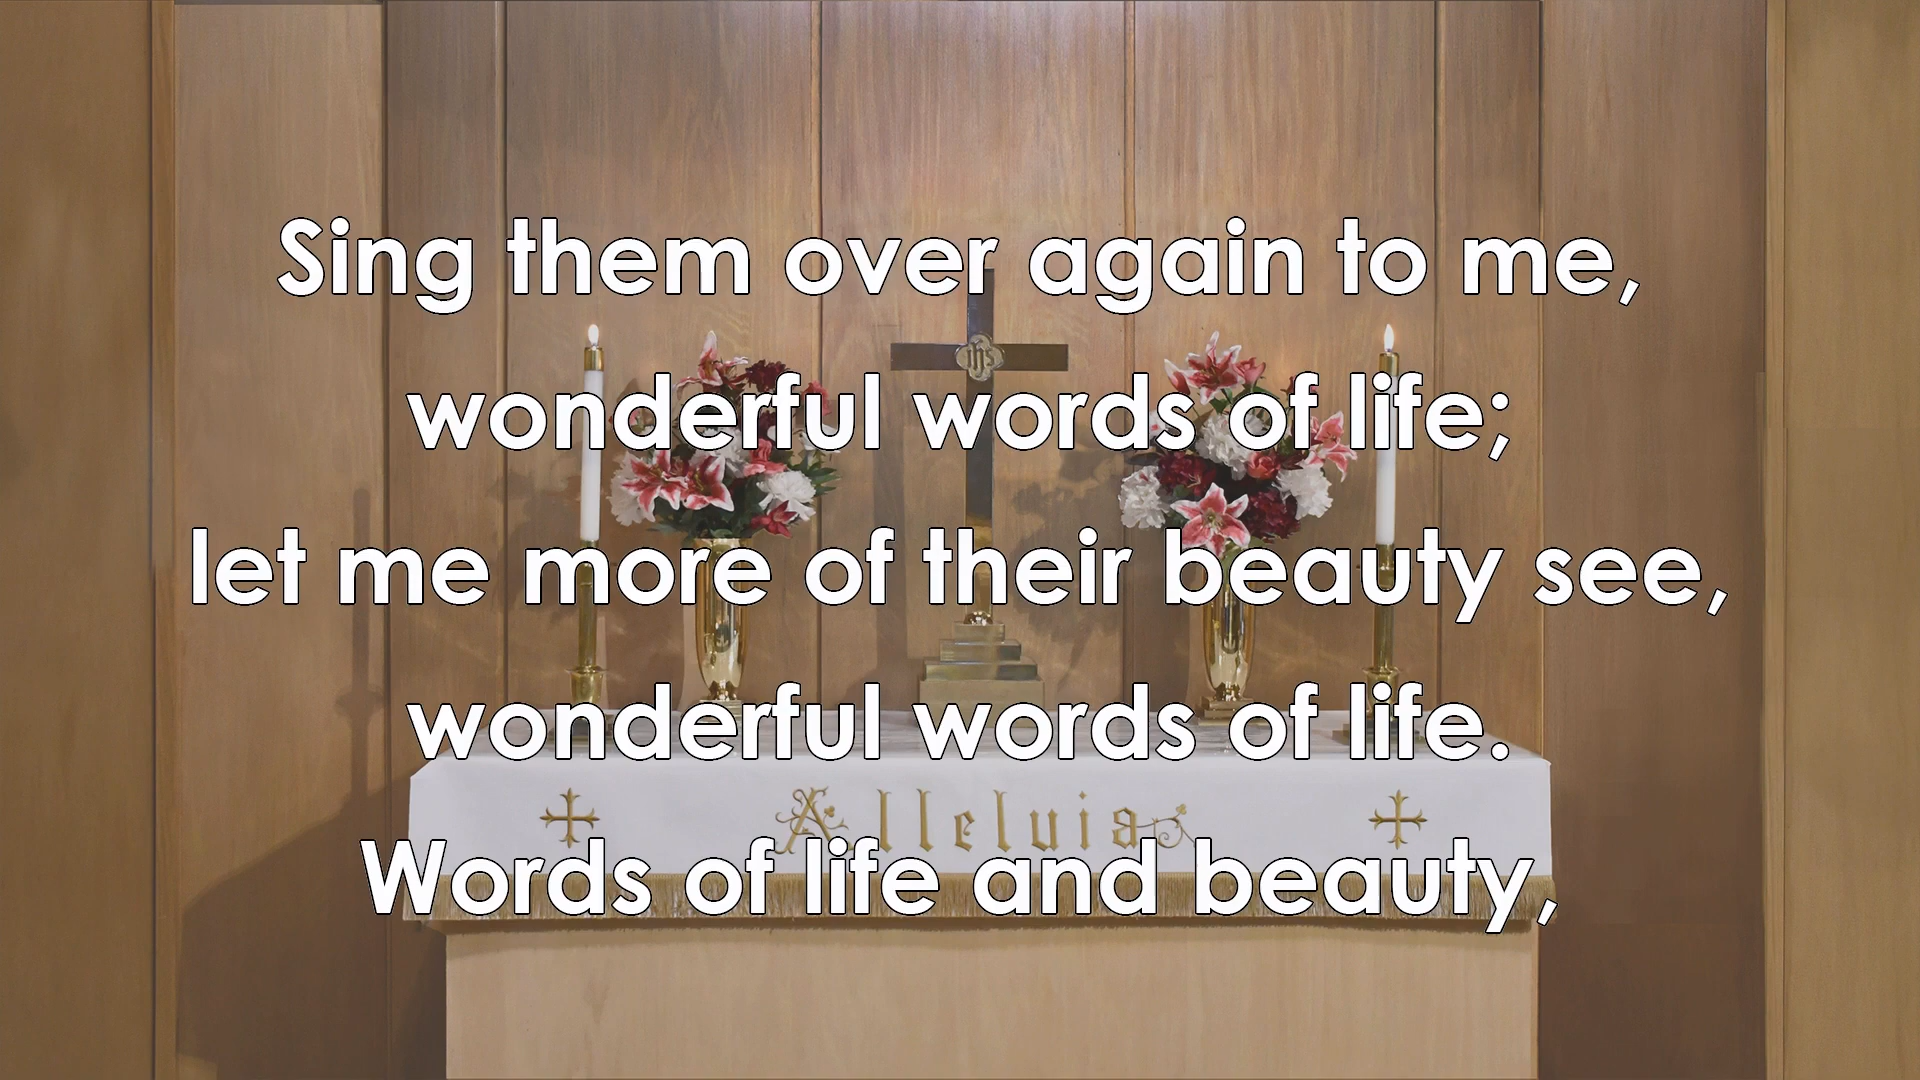 Sing them over again to me,
ihs
wonderful words of life;
let me more of their beauty see,
wonderful words of life.
Alleluia
Words of life and beauty,